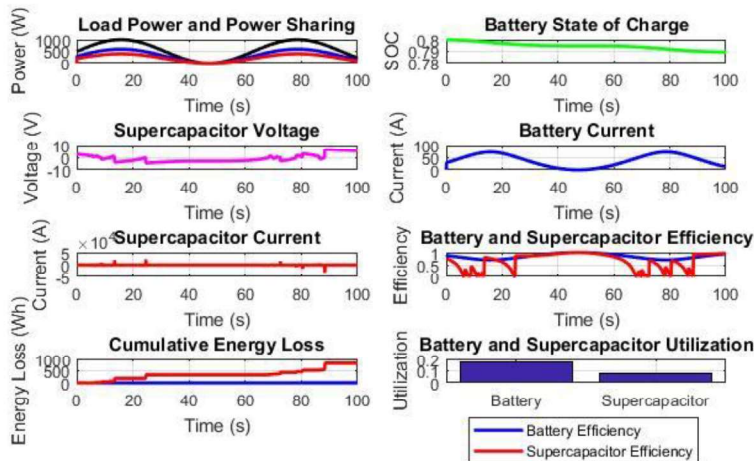 Load Power and Power Sharing
Power (W)
1000
500
0
0 20 40 60 80 100
Time (s)
Battery State of Charge
SOC
0.8
0.79
0.78
0 20 40 60 80 100
Time (s)
Supercapacitor Voltage
Voltage (V)
10
0
-10
0 20 40 60 80 100
Time (s)
Battery Current
Current (A)
100
50
0
0 20 40 60 80 100
Time (s)
Supercapacitor Current
Current (A)
× 10⁴
5
0
-5
0 20 40 60 80 100
Time (s)
Battery and Supercapacitor Efficiency
Efficiency
1
0.5
0
0 20 40 60 80 100
Time (s)
Cumulative Energy Loss
Energy Loss (Wh)
1000
500
0
0 20 40 60 80 100
Time (s)
Battery and Supercapacitor Utilization
Utilization
0.2
0.1
0
Battery Supercapacitor
Battery Efficiency
Supercapacitor Efficiency